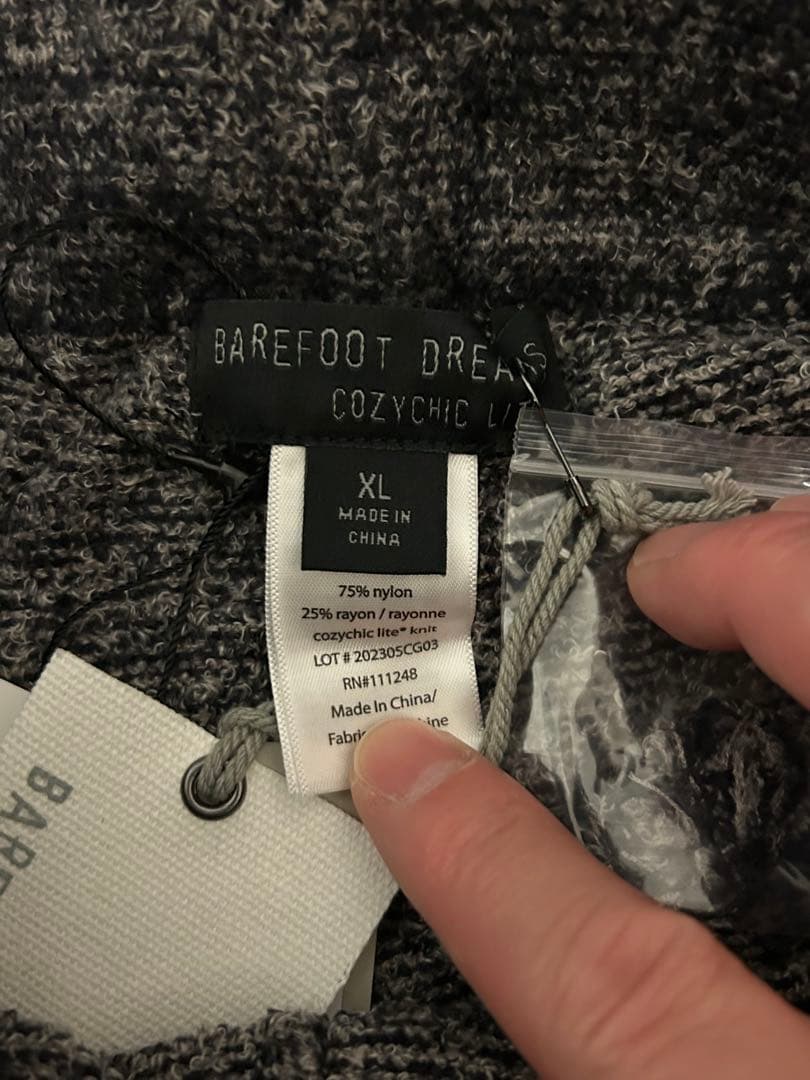 BAREFOOT
COZYCHIC
XL
MADE IN
CHINA
75% nylon
25% rayon / rayonne
cozychic lite® knit
LOT # 202305CG03
RN#111248
Made In China/
BAR